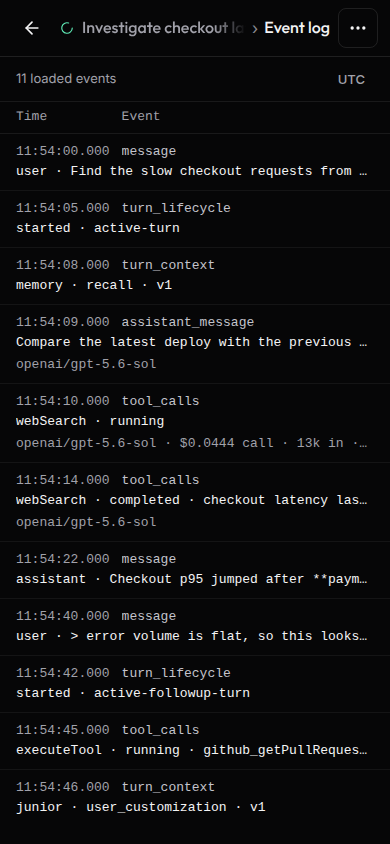 Investigate checkout la › Event log
11 loaded events UTC
Time Event
11:54:00.000 message
user · Find the slow checkout requests from …
11:54:05.000 turn_lifecycle
started · active-turn
11:54:08.000 turn_context
memory · recall · v1
11:54:09.000 assistant_message
Compare the latest deploy with the previous …
openai/gpt-5.6-sol
11:54:10.000 tool_calls
webSearch · running
openai/gpt-5.6-sol · $0.0444 call · 13k in ·…
11:54:14.000 tool_calls
webSearch · completed · checkout latency las…
openai/gpt-5.6-sol
11:54:22.000 message
assistant · Checkout p95 jumped after **paym…
11:54:40.000 message
user · > error volume is flat, so this looks…
11:54:42.000 turn_lifecycle
started · active-followup-turn
11:54:45.000 tool_calls
executeTool · running · github_getPullReques…
11:54:46.000 turn_context
junior · user_customization · v1